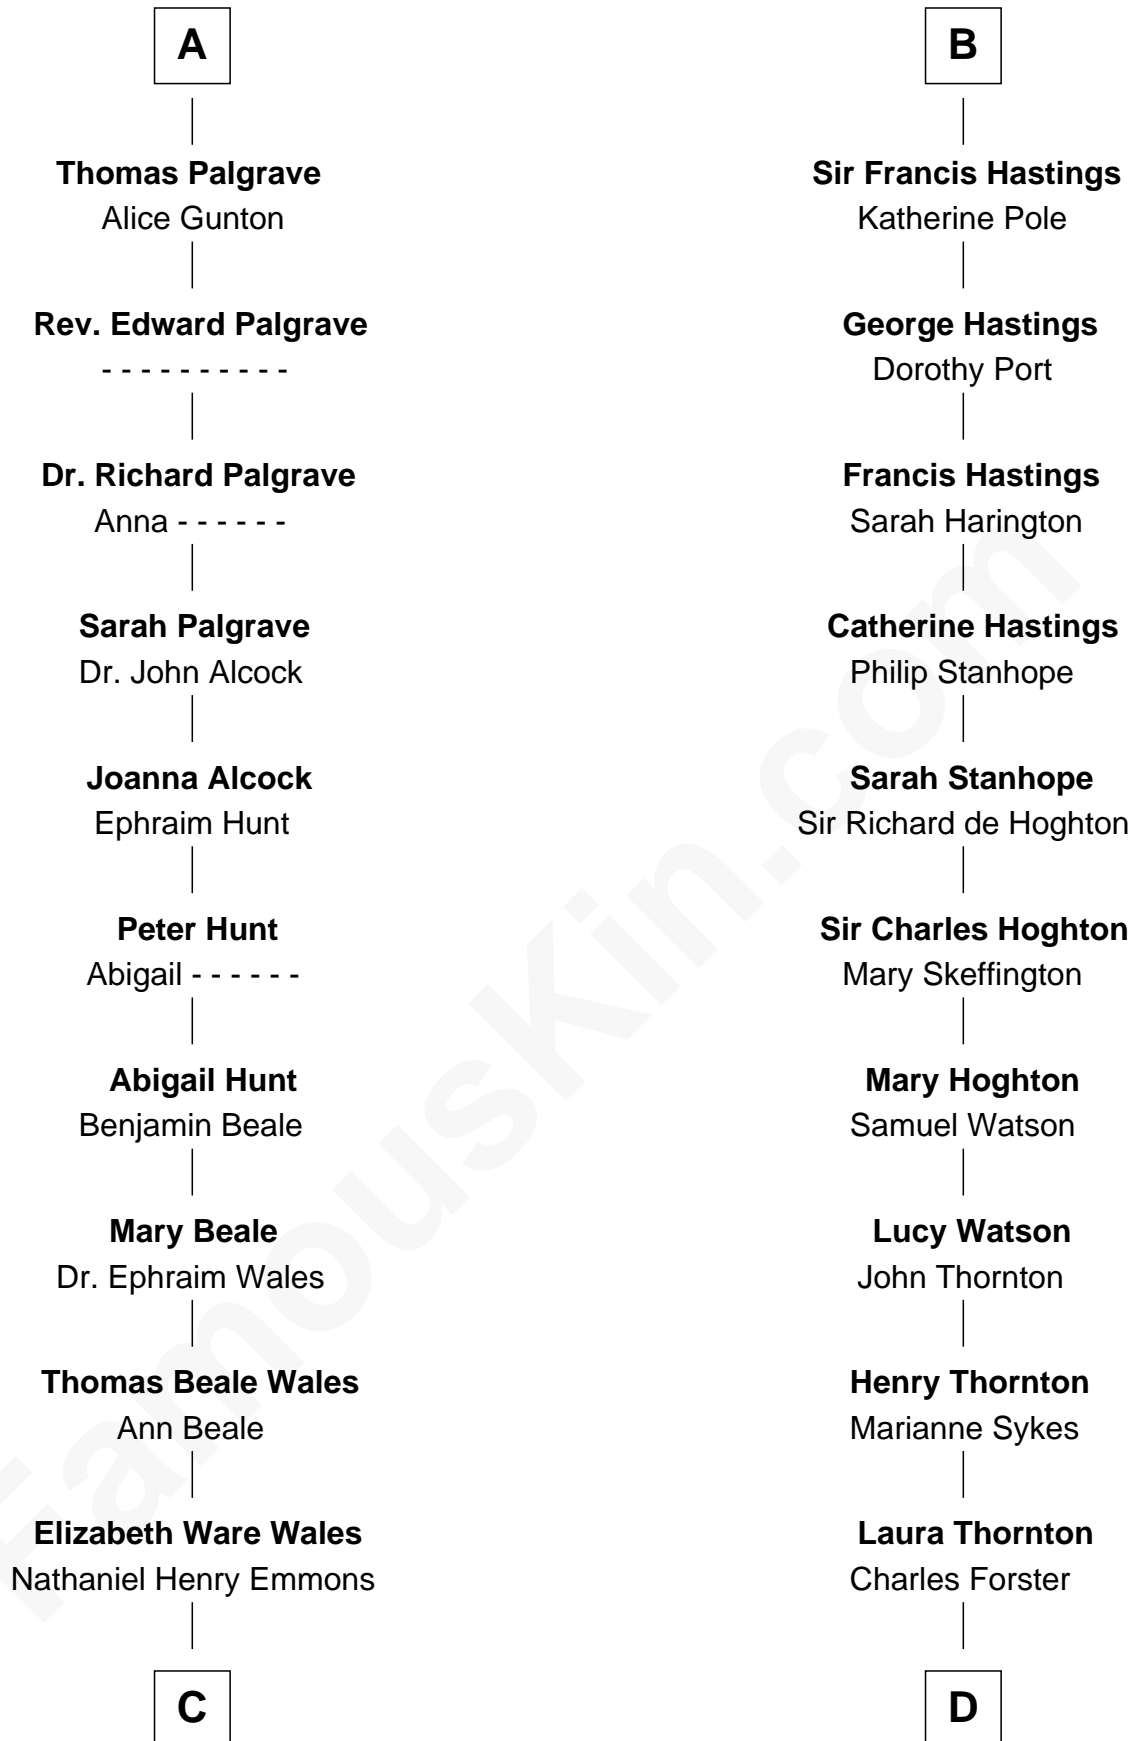 A
Thomas Palgrave
Alice Gunton
Rev. Edward Palgrave
- - - - - - - - - -
Dr. Richard Palgrave
Anna - - - - - -
Sarah Palgrave
Dr. John Alcock
Joanna Alcock
Ephraim Hunt
Peter Hunt
Abigail - - - - - -
Abigail Hunt
Benjamin Beale
Mary Beale
Dr. Ephraim Wales
Thomas Beale Wales
Ann Beale
Elizabeth Ware Wales
Nathaniel Henry Emmons
C
B
Sir Francis Hastings
Katherine Pole
George Hastings
Dorothy Port
Francis Hastings
Sarah Harington
Catherine Hastings
Philip Stanhope
Sarah Stanhope
Sir Richard de Hoghton
Sir Charles Hoghton
Mary Skeffington
Mary Hoghton
Samuel Watson
Lucy Watson
John Thornton
Henry Thornton
Marianne Sykes
Laura Thornton
Charles Forster
D
FamousKin.com